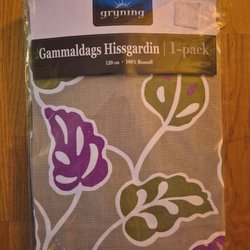 gryning
Gammaldags Hissgardin 1-pack
120 cm • 100% Bomull